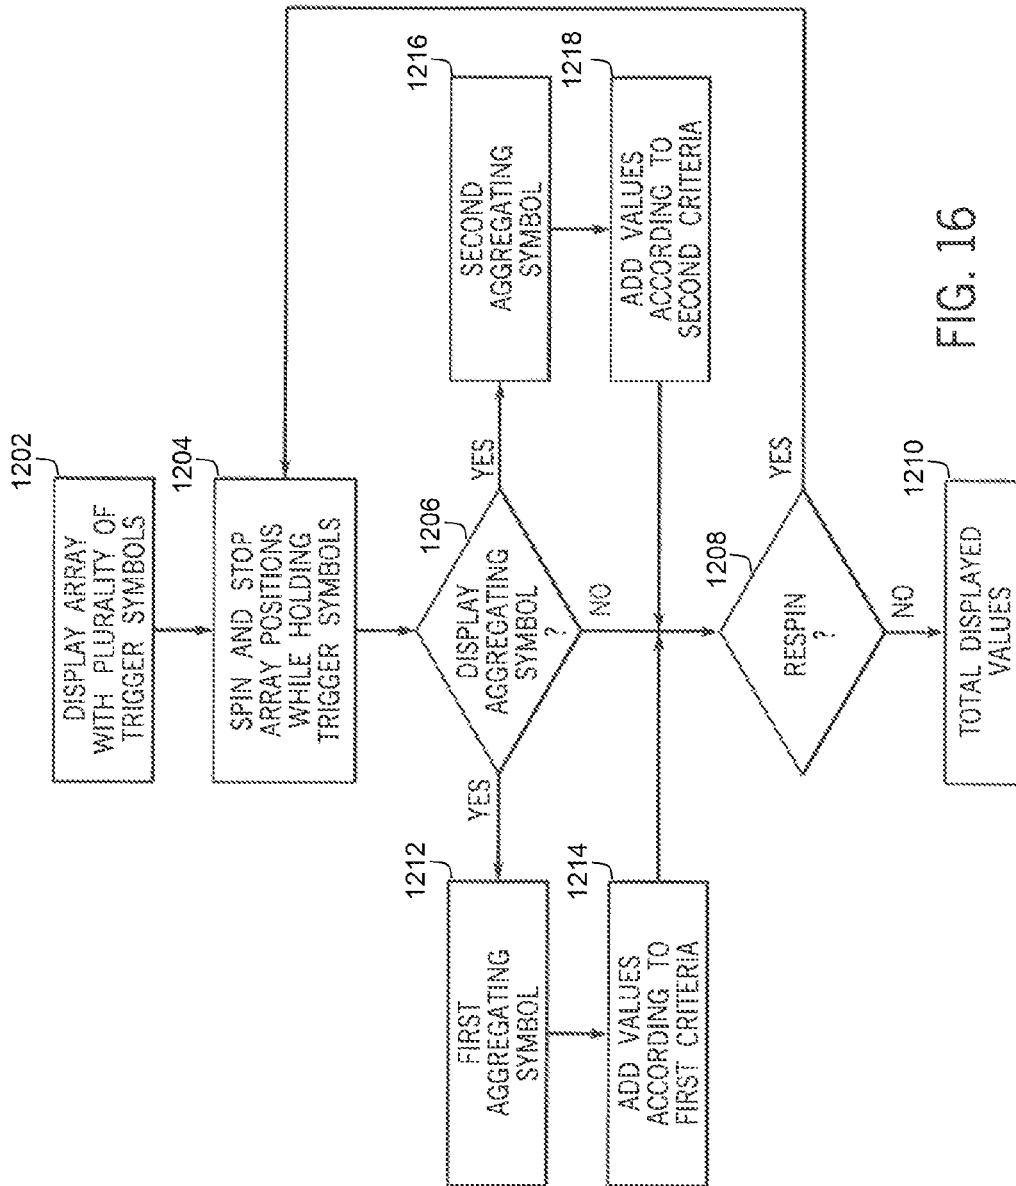 1202
DISPLAY ARRAY
WITH PLURALITY OF
TRIGGER SYMBOLS
1204
SPIN AND STOP
ARRAY POSITIONS
WHILE HOLDING
TRIGGER SYMBOLS
1206
DISPLAY
AGGREGATING
SYMBOL
?
YES
YES
NO
1212
FIRST
AGGREGATING
SYMBOL
1214
ADD VALUES
ACCORDING TO
FIRST CRITERIA
1216
SECOND
AGGREGATING
SYMBOL
1218
ADD VALUES
ACCORDING TO
SECOND CRITERIA
1208
RESPIN
?
YES
NO
1210
TOTAL DISPLAYED
VALUES
FIG. 16